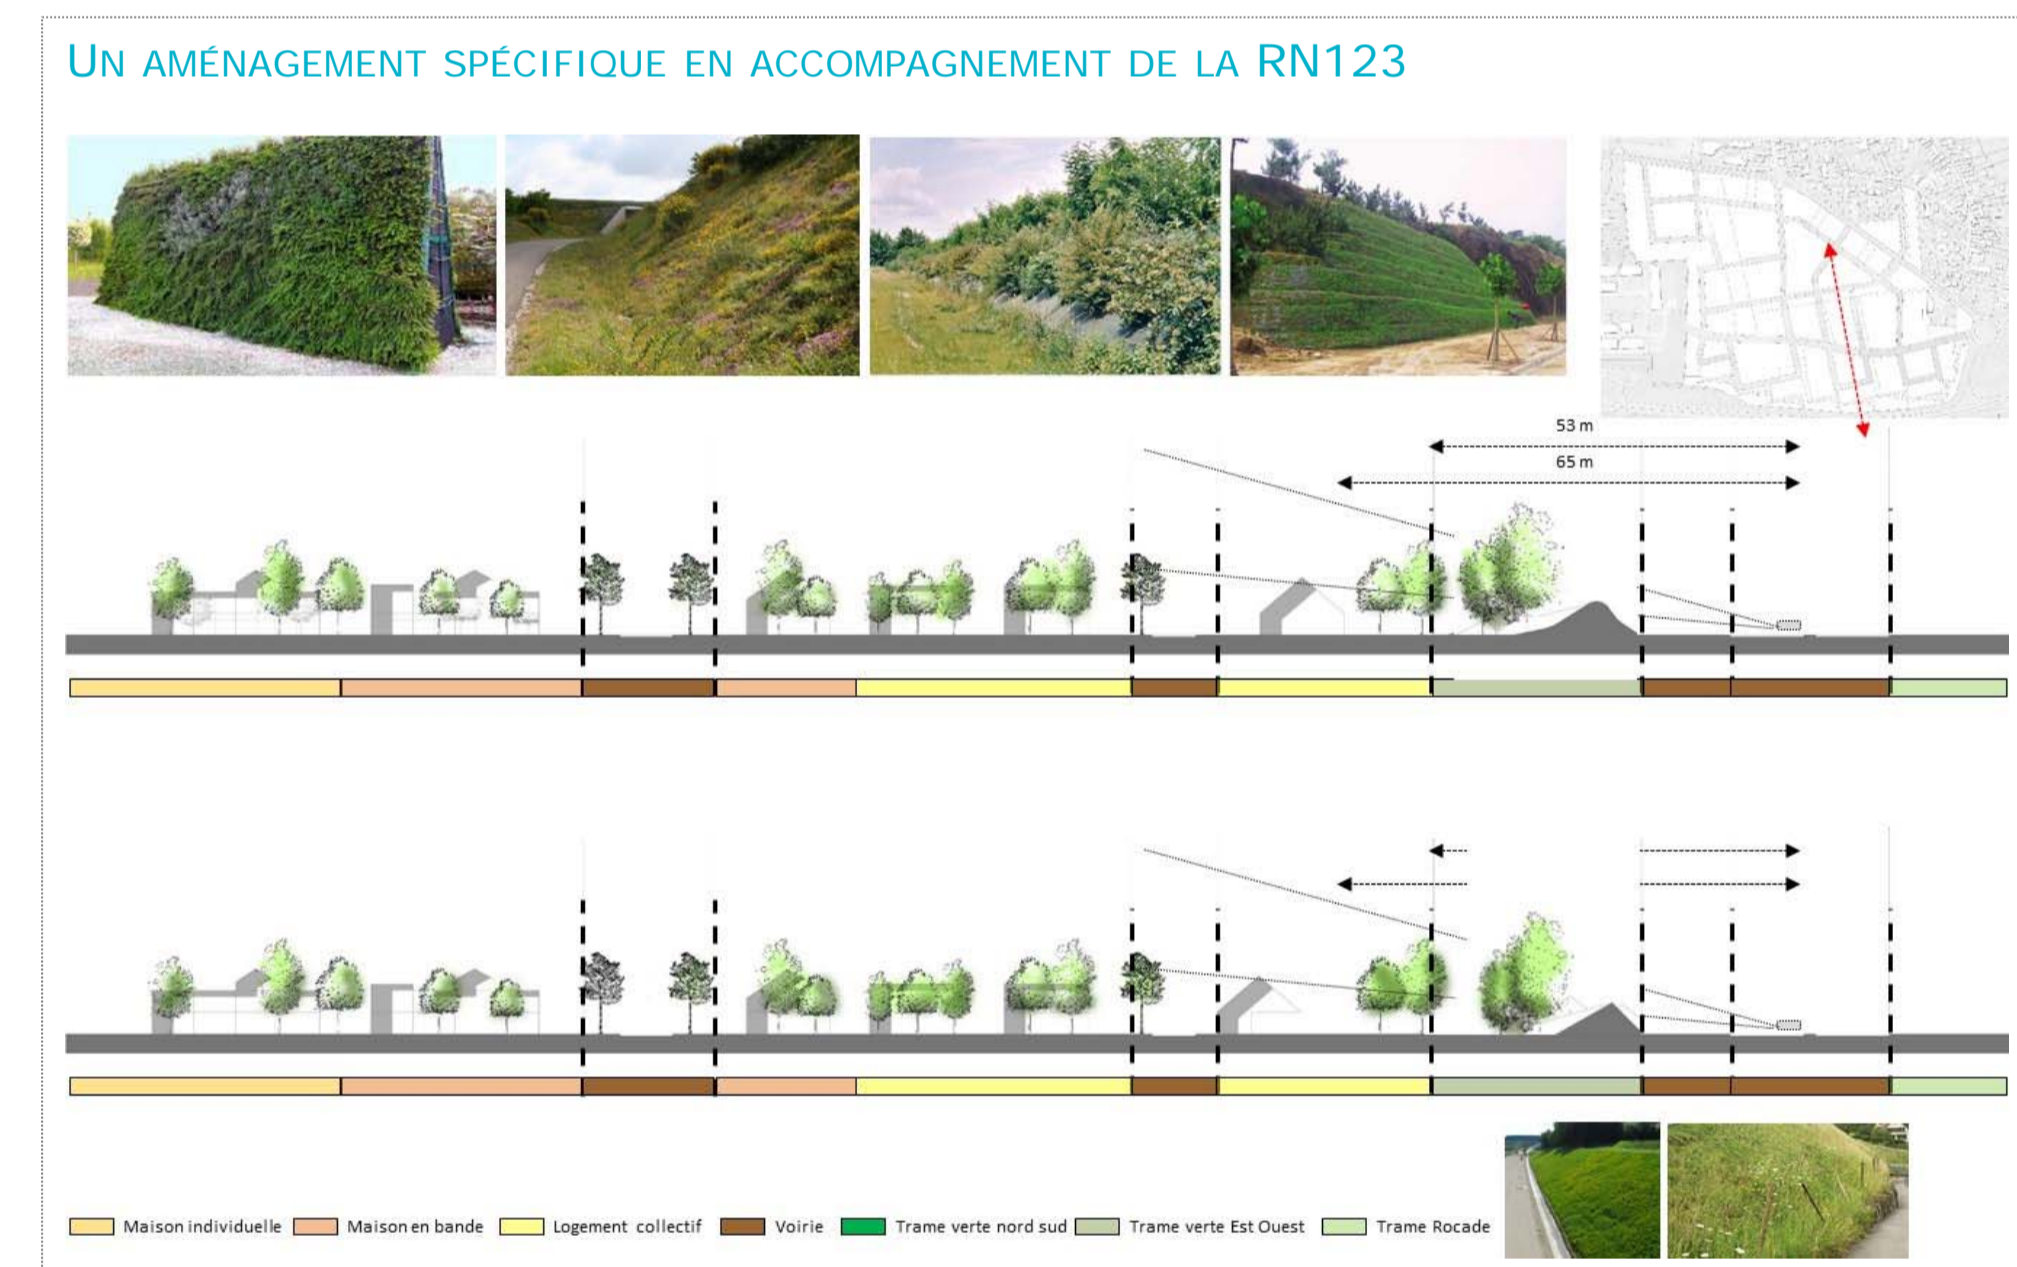 UN AMÉNAGEMENT SPÉCIFIQUE EN ACCOMPAGNEMENT DE LA RN123
53 m
65 m
Maison individuelle Maison en bande Logement collectif Voirie Trame verte nord sud Trame verte Est Ouest Trame Rocade